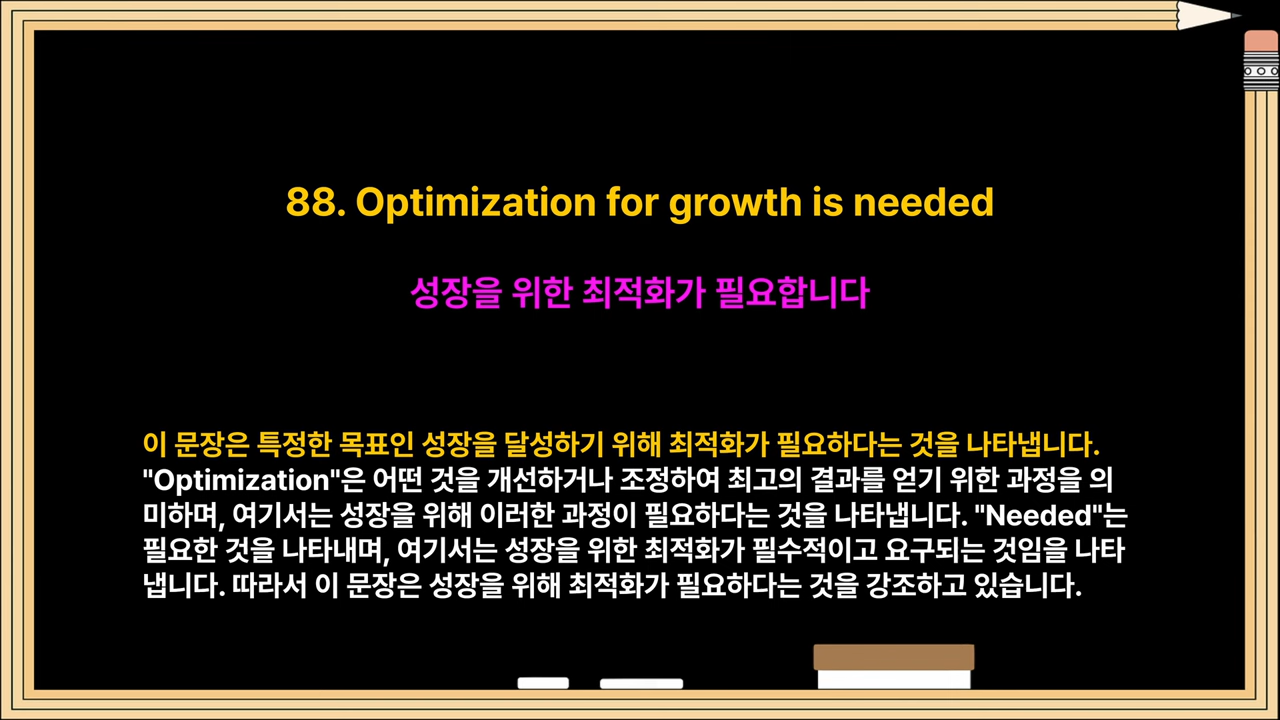 88. Optimization for growth is needed
성장을 위한 최적화가 필요합니다
이 문장은 특정한 목표인 성장을 달성하기 위해 최적화가 필요하다는 것을 나타냅니다.
"Optimization"은 어떤 것을 개선하거나 조정하여 최고의 결과를 얻기 위한 과정을 의
미하며, 여기서는 성장을 위해 이러한 과정이 필요하다는 것을 나타냅니다. "Needed"는
필요한 것을 나타내며, 여기서는 성장을 위한 최적화가 필수적이고 요구되는 것임을 나타
냅니다. 따라서 이 문장은 성장을 위해 최적화가 필요하다는 것을 강조하고 있습니다.